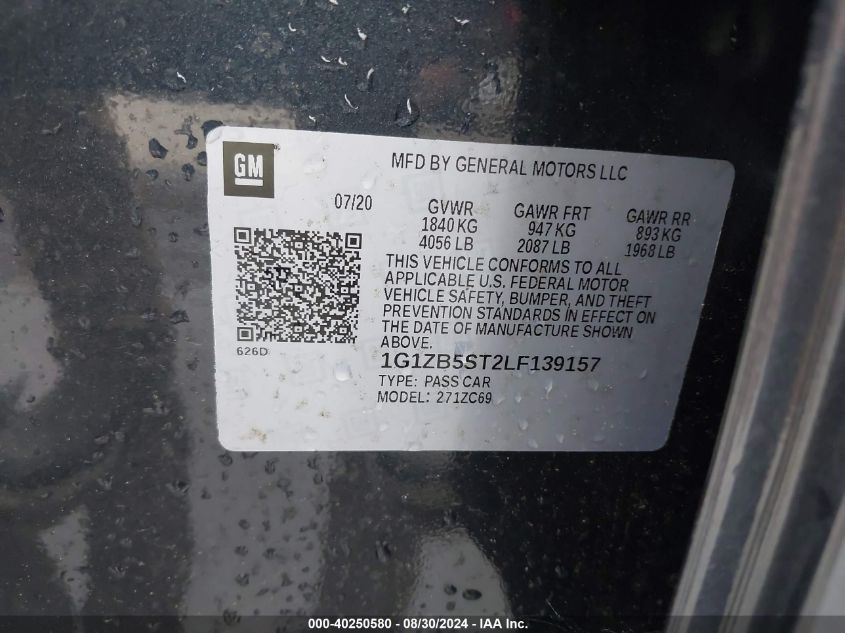 GM
MFD BY GENERAL MOTORS LLC
07/20
GVWR GAWR FRT GAWR RR
1840 KG 947 KG 893 KG
4056 LB 2087 LB 1968 LB
THIS VEHICLE CONFORMS TO ALL
APPLICABLE U.S. FEDERAL MOTOR
VEHICLE SAFETY, BUMPER, AND THEFT
PREVENTION STANDARDS IN EFFECT ON
THE DATE OF MANUFACTURE SHOWN
ABOVE.
626D
1G1ZB5ST2LF139157
TYPE: PASS CAR
MODEL: 271ZC69
000-40250580 - 08/30/2024 - IAA Inc.